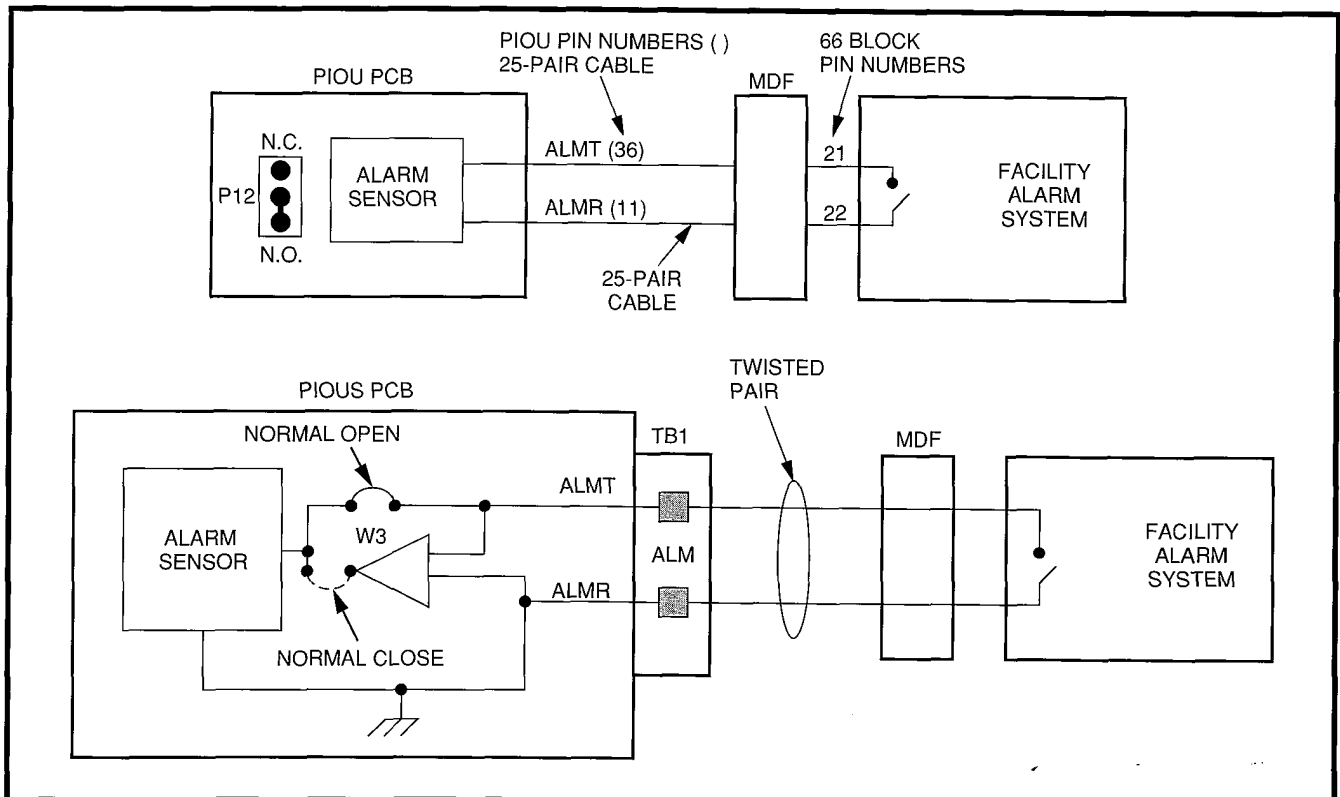 PIOU PIN NUMBERS ( )
25-PAIR CABLE
66 BLOCK
PIN NUMBERS
PIOU PCB
MDF
N.C.
P12
N.O.
ALARM
SENSOR
ALMT (36)
ALMR (11)
21
22
FACILITY
ALARM
SYSTEM
25-PAIR
CABLE
TWISTED
PAIR
PIOUS PCB
NORMAL OPEN
TB1
MDF
ALMT
ALARM
SENSOR
W3
ALM
ALMR
FACILITY
ALARM
SYSTEM
NORMAL CLOSE